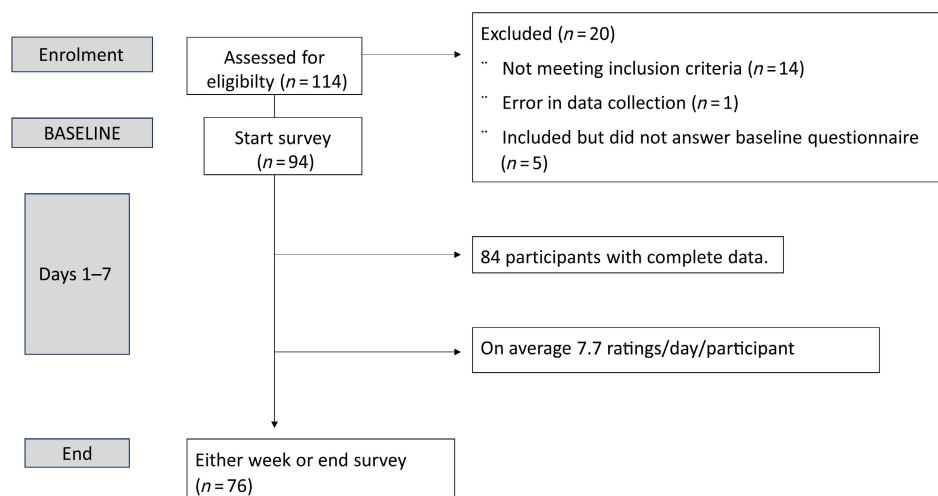 Enrolment
Assessed for
eligibilty (n = 114)
Excluded (n = 20)
¨ Not meeting inclusion criteria (n = 14)
¨ Error in data collection (n = 1)
¨ Included but did not answer baseline questionnaire
(n = 5)
BASELINE
Start survey
(n = 94)
Days 1–7
84 participants with complete data.
On average 7.7 ratings/day/participant
End
Either week or end survey
(n = 76)